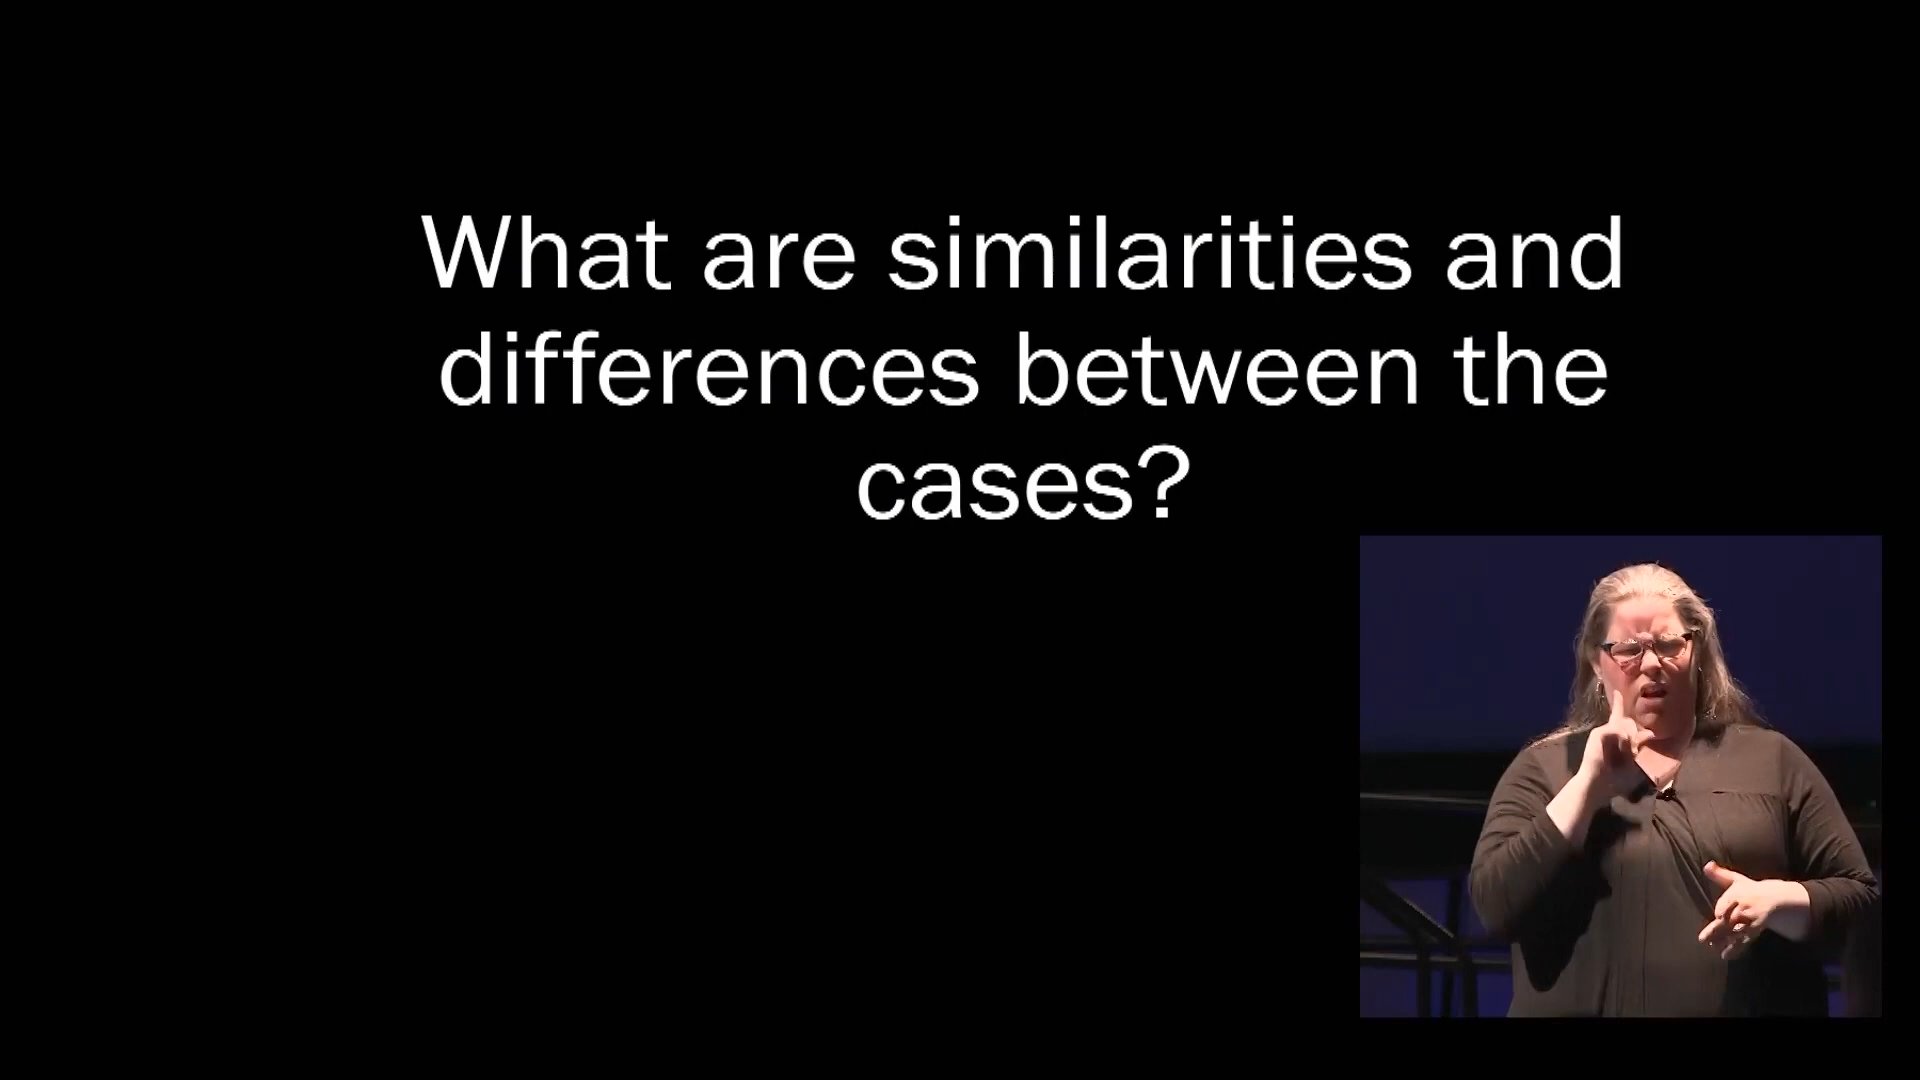 What are similarities and
differences between the
cases?